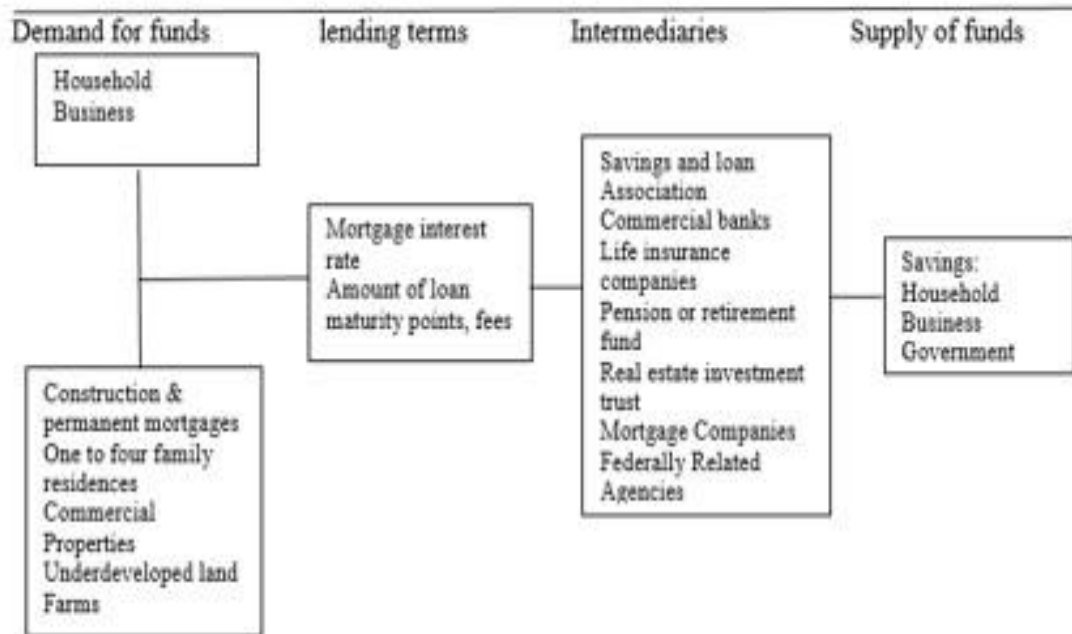 Demand for funds lending terms Intermediaries Supply of funds
Household
Business
Construction &
permanent mortgages
One to four family
residences
Commercial
Properties
Underdeveloped land
Farms
Mortgage interest
rate
Amount of loan
maturity points, fees
Savings and loan
Association
Commercial banks
Life insurance
companies
Pension or retirement
fund
Real estate investment
trust
Mortgage Companies
Federally Related
Agencies
Savings:
Household
Business
Government